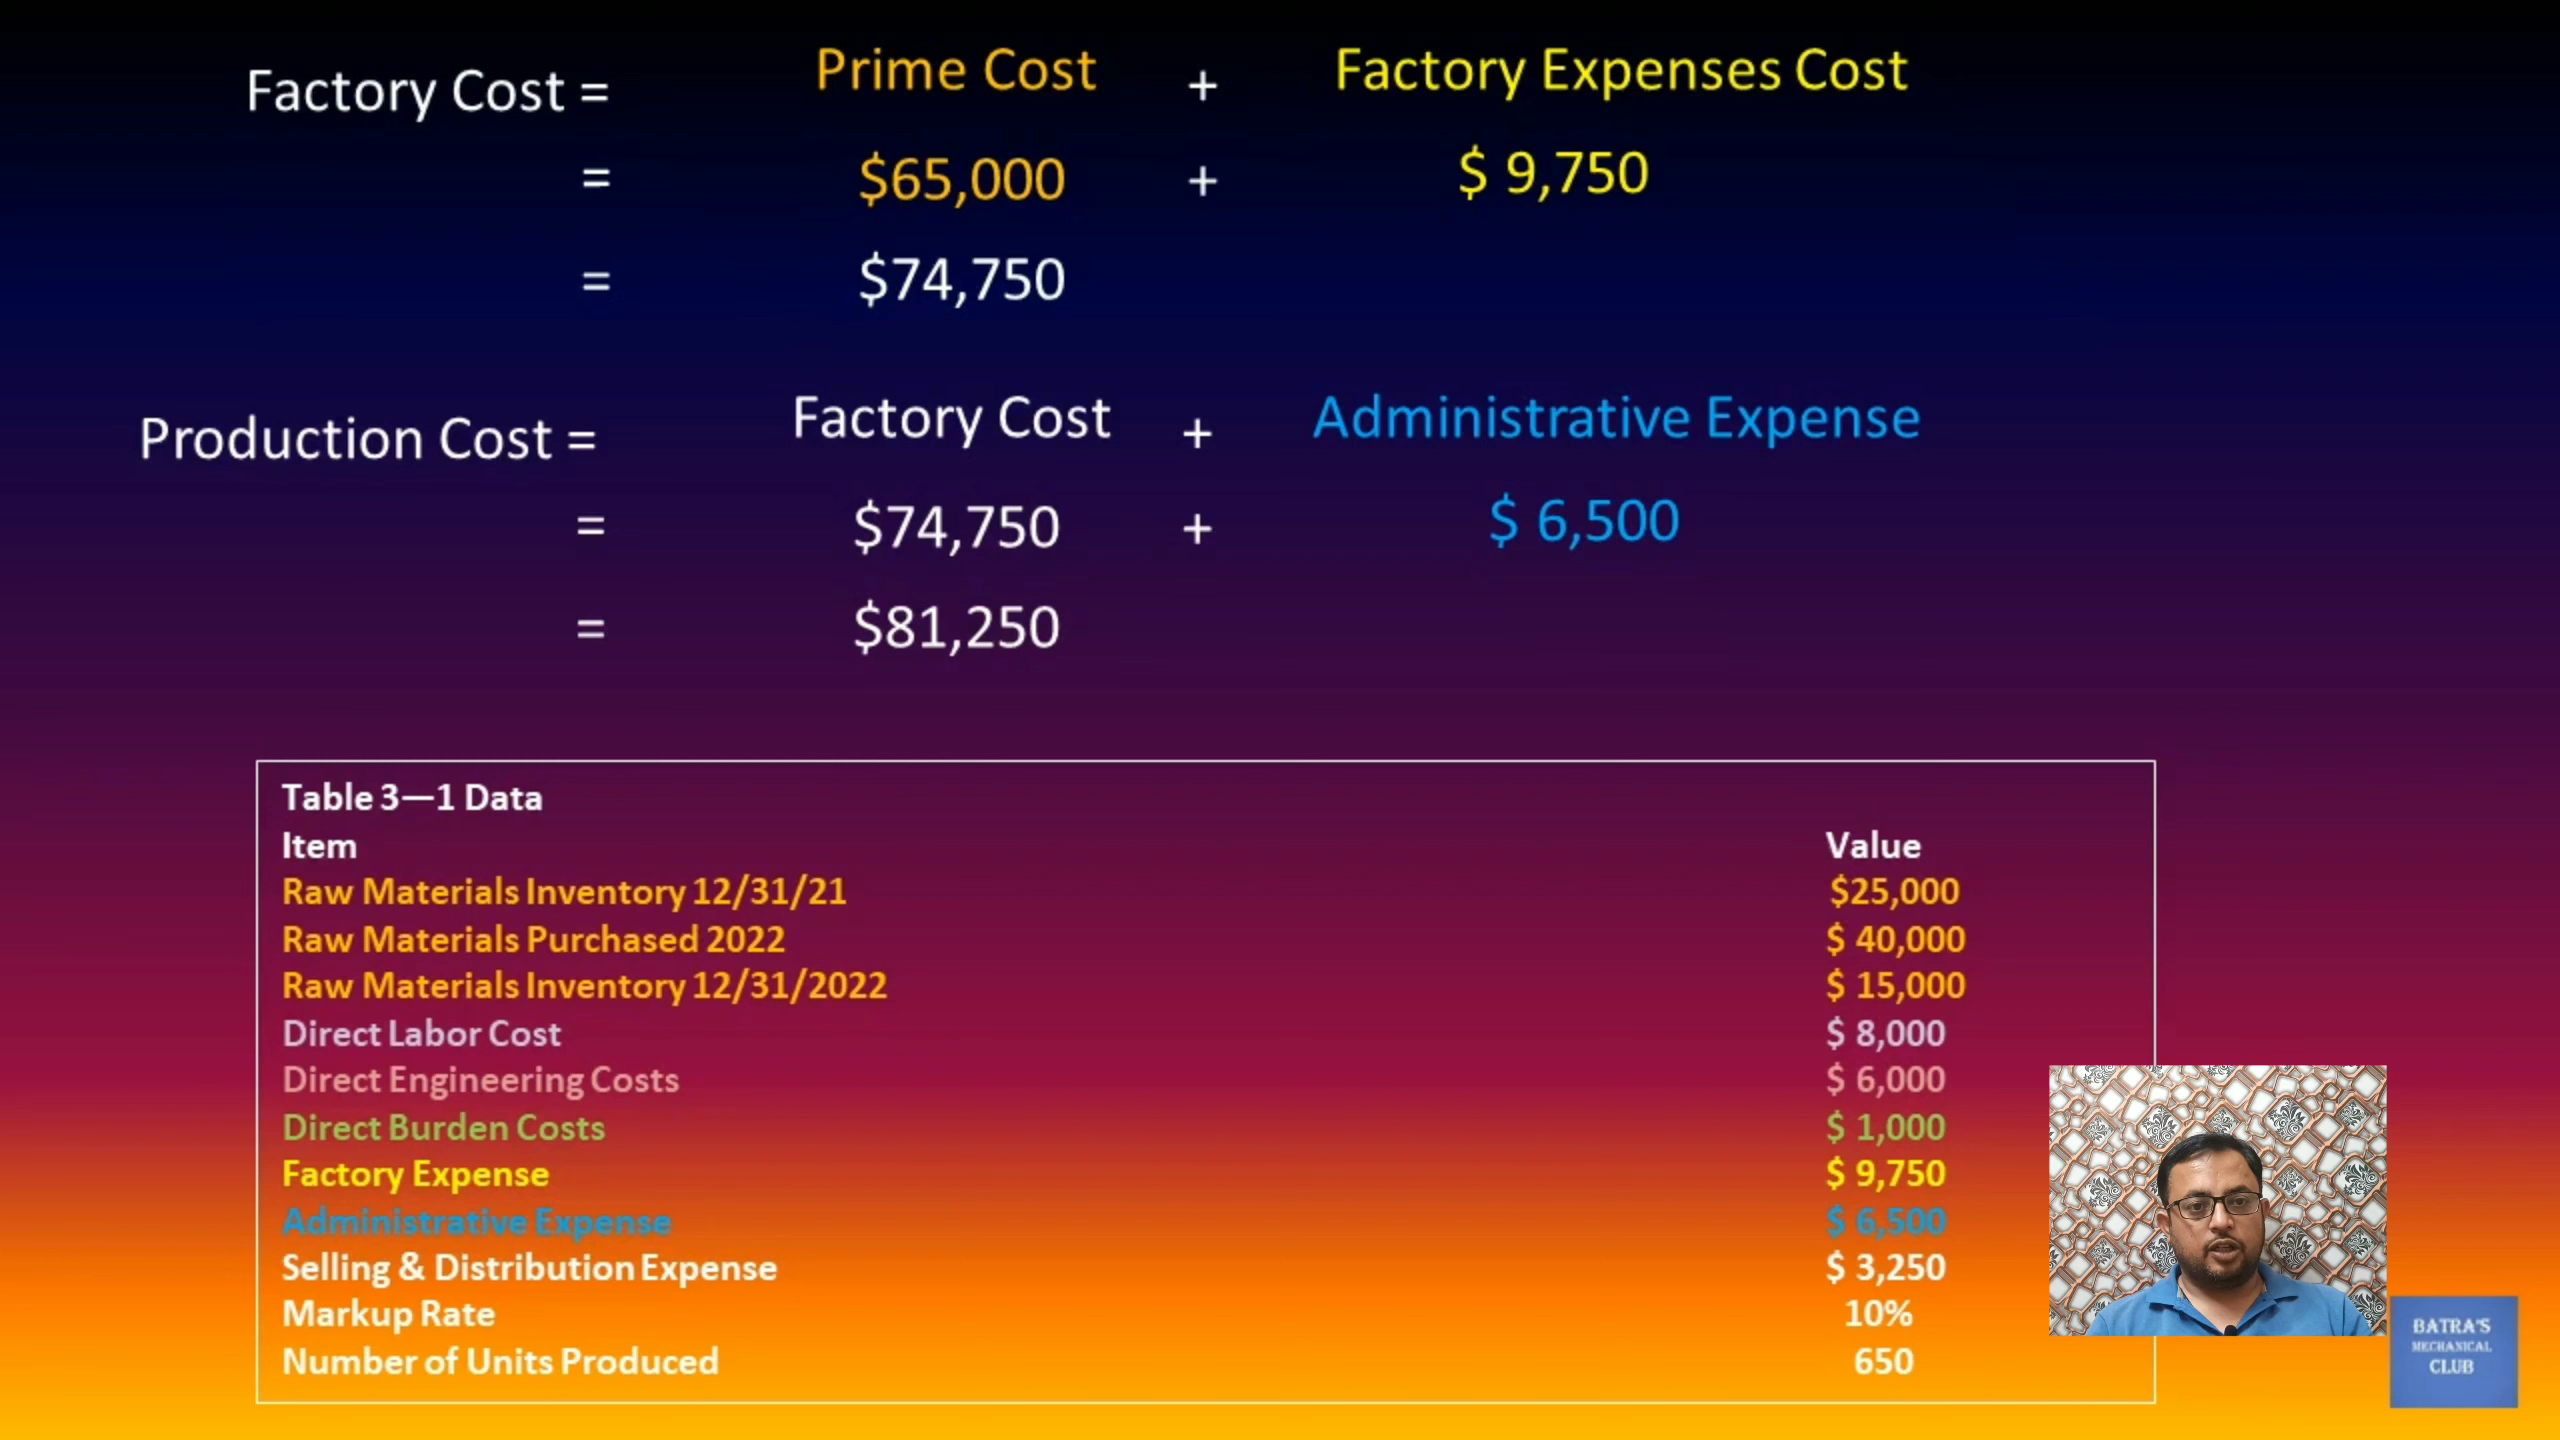 Factory Cost = Prime Cost + Factory Expenses Cost
= $65,000 + $ 9,750
= $74,750
Production Cost = Factory Cost + Administrative Expense
= $74,750 + $ 6,500
= $81,250
Table 3—1 Data
Item Value
Raw Materials Inventory 12/31/21 $25,000
Raw Materials Purchased 2022 $ 40,000
Raw Materials Inventory 12/31/2022 $ 15,000
Direct Labor Cost $ 8,000
Direct Engineering Costs $ 6,000
Direct Burden Costs $ 1,000
Factory Expense $ 9,750
Administrative Expense $ 6,500
Selling & Distribution Expense $ 3,250
Markup Rate 10%
Number of Units Produced 650
BATRA'S
MECHANICAL
CLUB